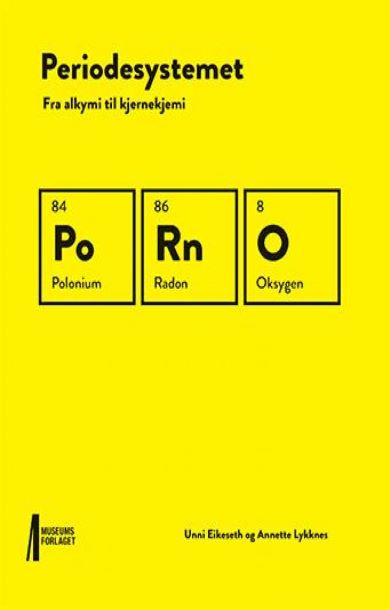 Periodesystemet
Fra alkymi til kjernekjemi
84 86 8
Po Rn O
Polonium Radon Oksygen
MUSEUMS
FORLAGET
Unni Eikeseth og Annette Lykknes